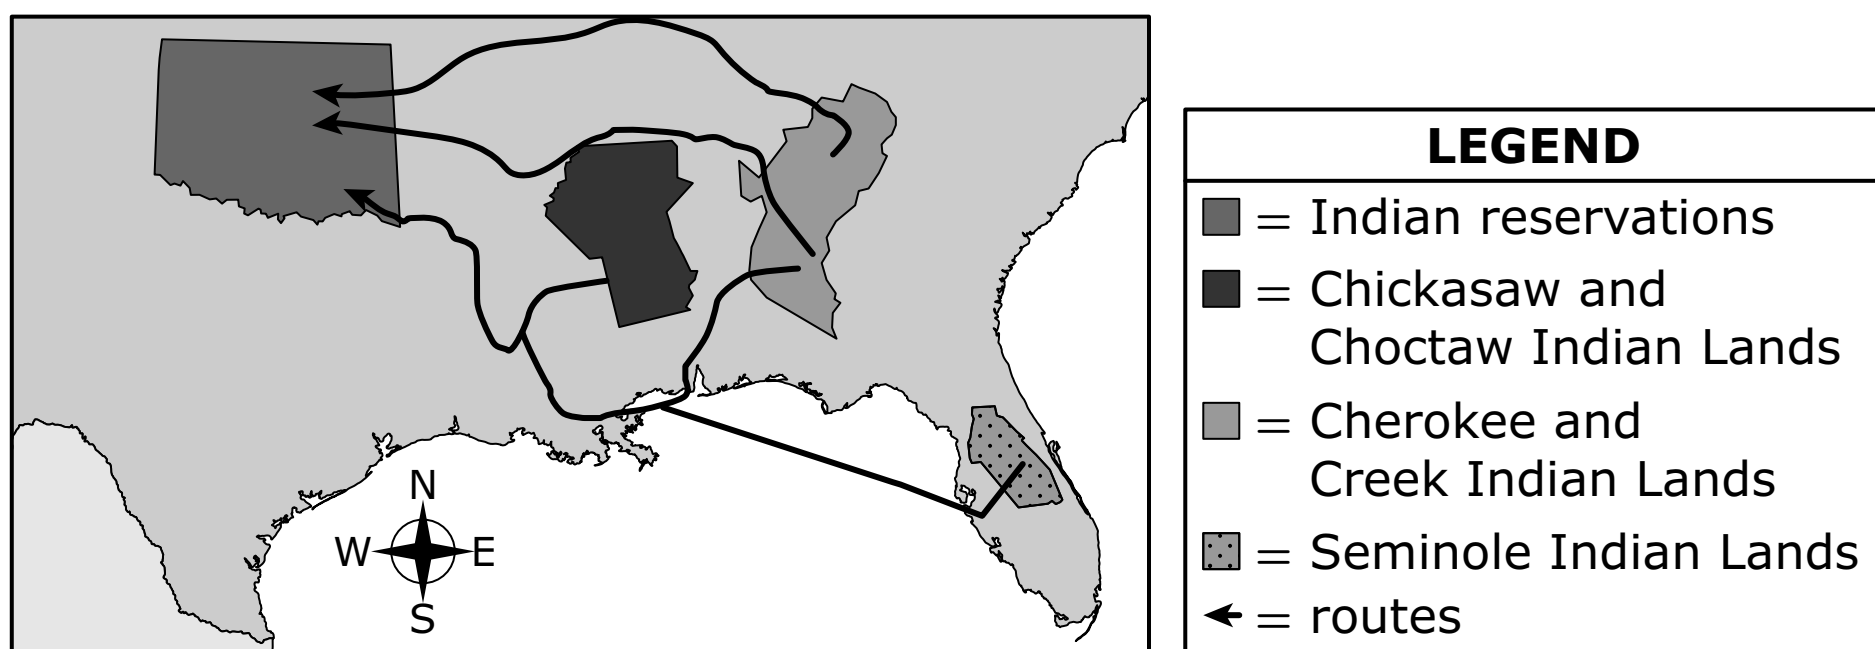 N
W E
S
LEGEND
= Indian reservations
= Chickasaw and
Choctaw Indian Lands
= Cherokee and
Creek Indian Lands
= Seminole Indian Lands
= routes